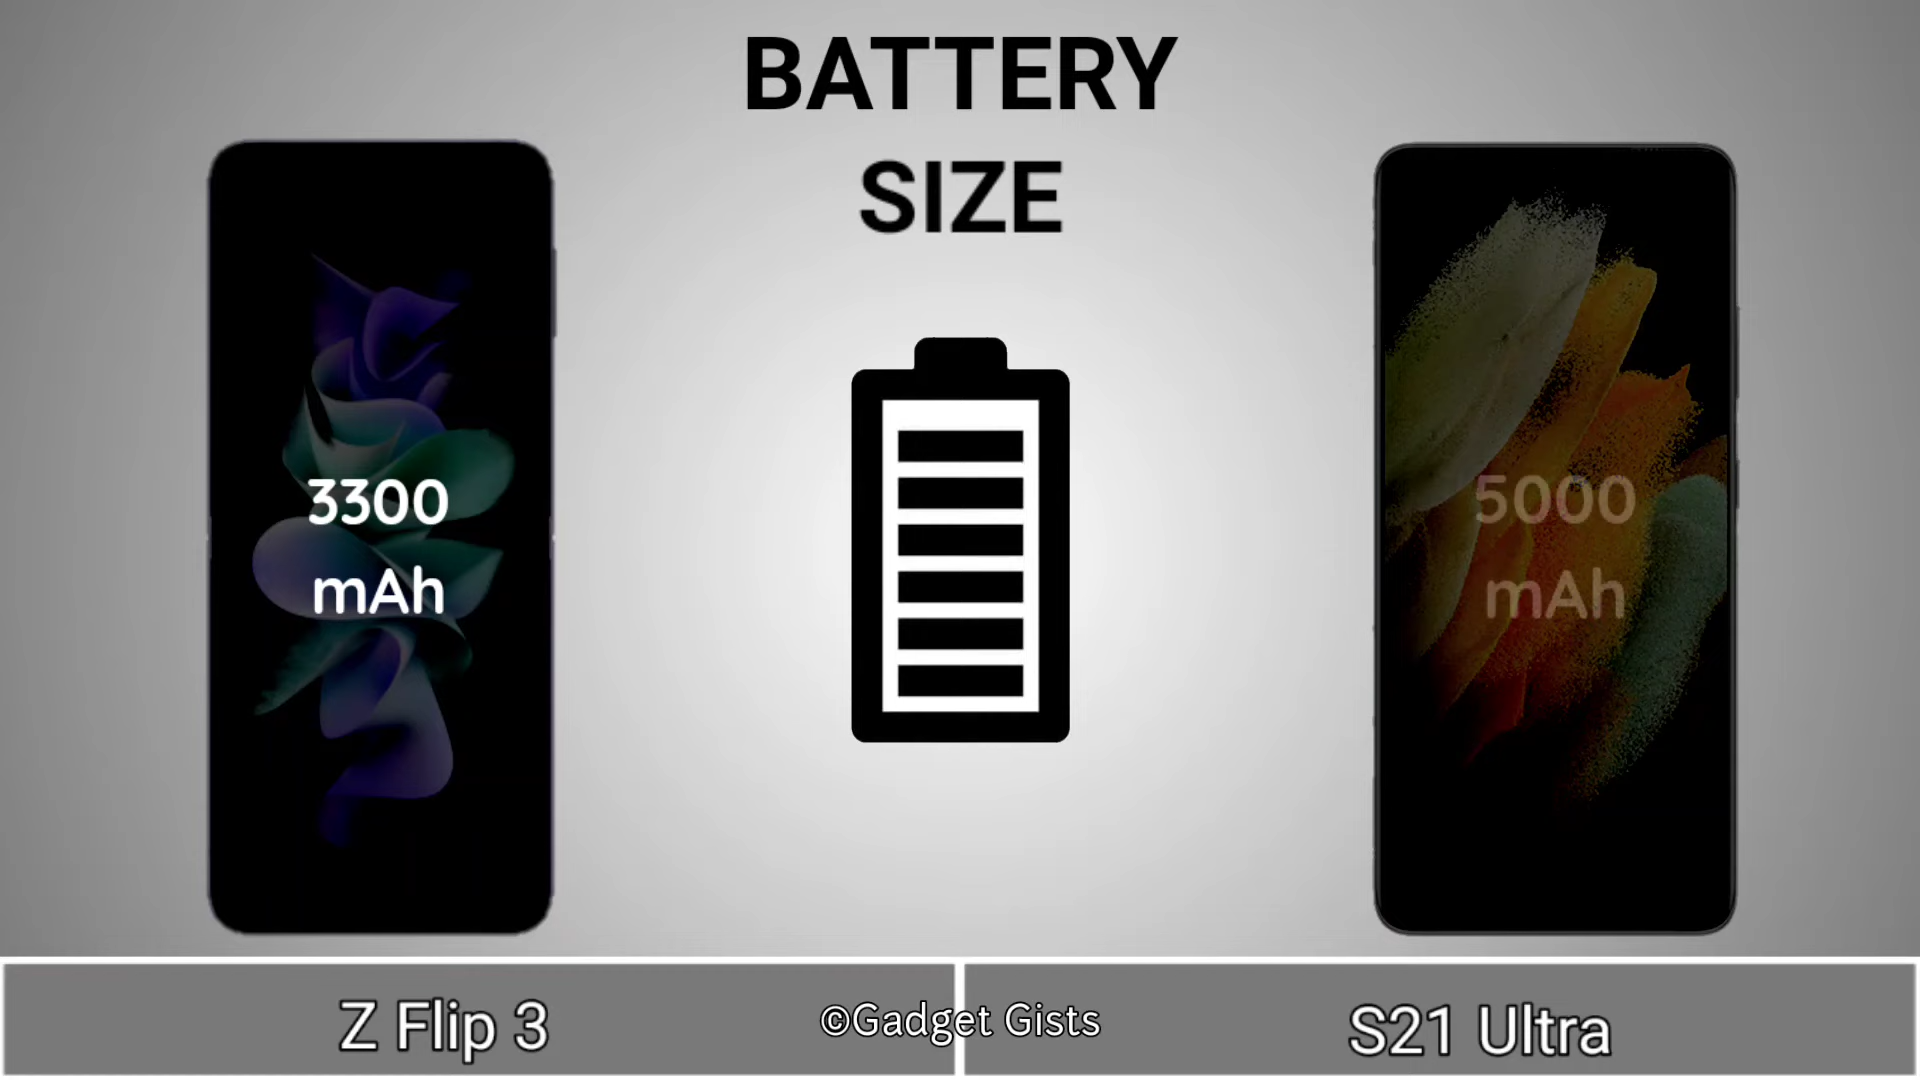 BATTERY
SIZE
3300
mAh
5000
mAh
Z Flip 3
©Gadget Gists
S21 Ultra